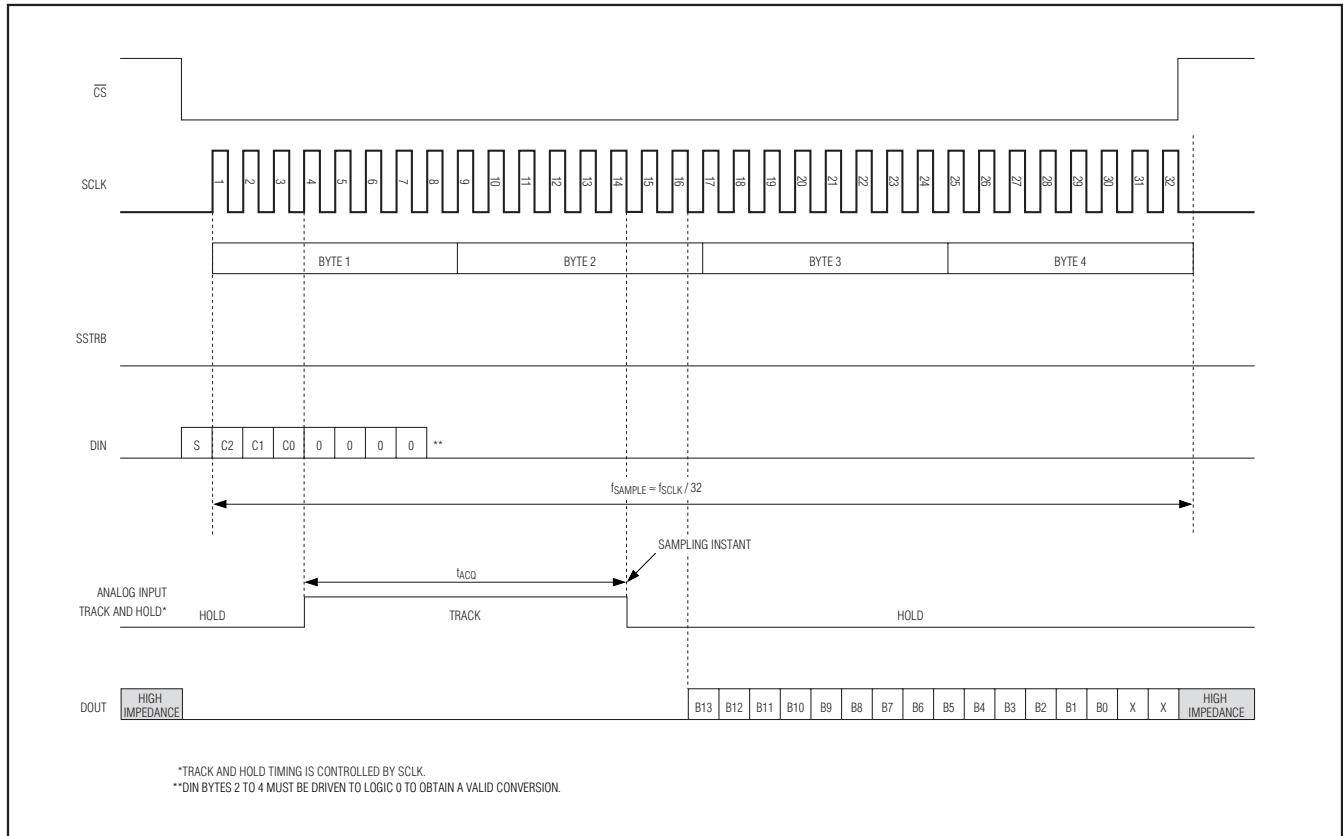 CS
SCLK
1 2 3 4 5 6 7 8 9 10 11 12 13 14 15 16 17 18 19 20 21 22 23 24 25 26 27 28 29 30 31 32
BYTE 1 BYTE 2 BYTE 3 BYTE 4
SSTRB
DIN S C2 C1 C0 0 0 0 0 **
fSAMPLE ≈ fSCLK / 32
SAMPLING INSTANT
tACQ
ANALOG INPUT
TRACK AND HOLD*
HOLD TRACK HOLD
DOUT
HIGH
IMPEDANCE
B13 B12 B11 B10 B9 B8 B7 B6 B5 B4 B3 B2 B1 B0 X X
HIGH
IMPEDANCE
*TRACK AND HOLD TIMING IS CONTROLLED BY SCLK.
**DIN BYTES 2 TO 4 MUST BE DRIVEN TO LOGIC 0 TO OBTAIN A VALID CONVERSION.